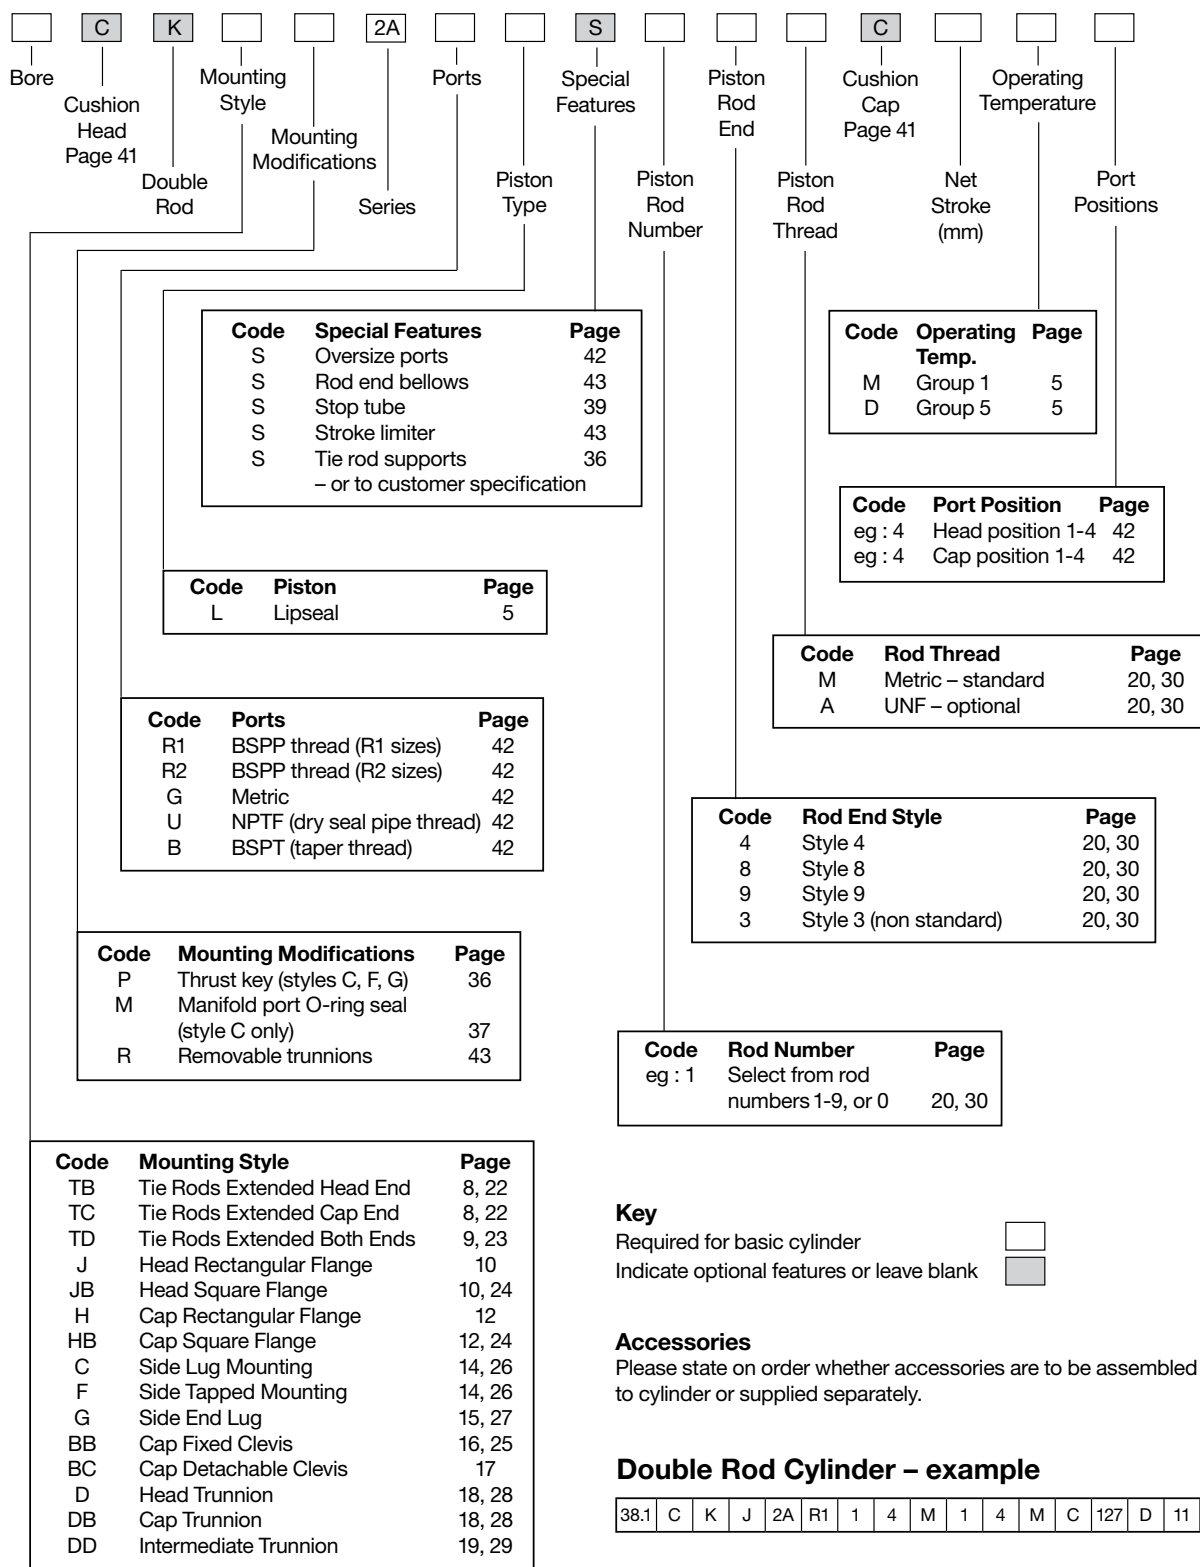 C K 2A S C
Bore
Cushion
Head
Page 41
Double
Rod
Mounting
Style
Mounting
Modifications
Series
Ports
Piston
Type
Special
Features
Piston
Rod
Number
Piston
Rod
End
Piston
Rod
Thread
Cushion
Cap
Page 41
Net
Stroke
(mm)
Operating
Temperature
Port
Positions
Code Special Features Page
S Oversize ports 42
S Rod end bellows 43
S Stop tube 39
S Stroke limiter 43
S Tie rod supports 36
– or to customer specification
Code Operating Page
Temp.
M Group 1 5
D Group 5 5
Code Port Position Page
eg : 4 Head position 1-4 42
eg : 4 Cap position 1-4 42
Code Piston Page
L Lipseal 5
Code Rod Thread Page
M Metric – standard 20, 30
A UNF – optional 20, 30
Code Ports Page
R1 BSPP thread (R1 sizes) 42
R2 BSPP thread (R2 sizes) 42
G Metric 42
U NPTF (dry seal pipe thread) 42
B BSPT (taper thread) 42
Code Rod End Style Page
4 Style 4 20, 30
8 Style 8 20, 30
9 Style 9 20, 30
3 Style 3 (non standard) 20, 30
Code Mounting Modifications Page
P Thrust key (styles C, F, G) 36
M Manifold port O-ring seal
(style C only) 37
R Removable trunnions 43
Code Rod Number Page
eg : 1 Select from rod
numbers 1-9, or 0 20, 30
Code Mounting Style Page
TB Tie Rods Extended Head End 8, 22
TC Tie Rods Extended Cap End 8, 22
TD Tie Rods Extended Both Ends 9, 23
J Head Rectangular Flange 10
JB Head Square Flange 10, 24
H Cap Rectangular Flange 12
HB Cap Square Flange 12, 24
C Side Lug Mounting 14, 26
F Side Tapped Mounting 14, 26
G Side End Lug 15, 27
BB Cap Fixed Clevis 16, 25
BC Cap Detachable Clevis 17
D Head Trunnion 18, 28
DB Cap Trunnion 18, 28
DD Intermediate Trunnion 19, 29
Key
Required for basic cylinder
Indicate optional features or leave blank
Accessories
Please state on order whether accessories are to be assembled
to cylinder or supplied separately.
Double Rod Cylinder – example
38.1 C K J 2A R1 1 4 M 1 4 M C 127 D 11